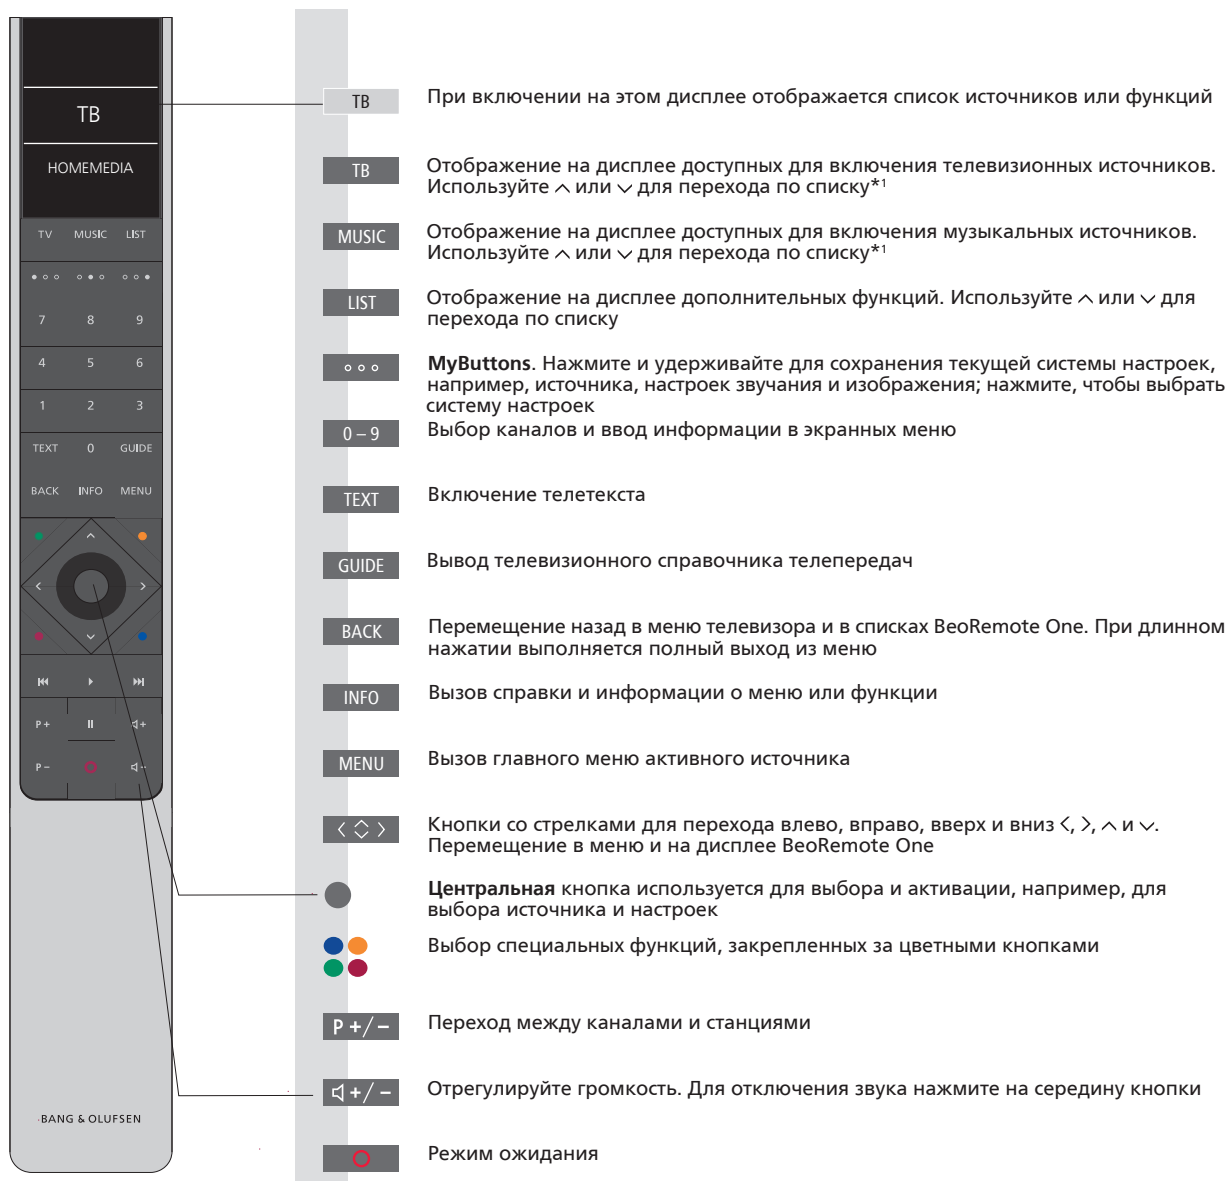 ТВ
HOMEMEDIA
TV MUSIC LIST
7 8 9
4 5 6
1 2 3
TEXT 0 GUIDE
BACK INFO MENU
P +
+
P –
–
BANG & OLUFSEN
ТВ При включении на этом дисплее отображается список источников или функций
ТВ Отображение на дисплее доступных для включения телевизионных источников.
Используйте ︿ или ﹀ для перехода по списку*1
MUSIC Отображение на дисплее доступных для включения музыкальных источников.
Используйте ︿ или ﹀ для перехода по списку*1
LIST Отображение на дисплее дополнительных функций. Используйте ︿ или ﹀ для
перехода по списку
MyButtons. Нажмите и удерживайте для сохранения текущей системы настроек,
например, источника, настроек звучания и изображения; нажмите, чтобы выбрать
систему настроек
0 – 9 Выбор каналов и ввод информации в экранных меню
TEXT Включение телетекста
GUIDE Вывод телевизионного справочника телепередач
BACK Перемещение назад в меню телевизора и в списках BeoRemote One. При длинном
нажатии выполняется полный выход из меню
INFO Вызов справки и информации о меню или функции
MENU Вызов главного меню активного источника
Кнопки со стрелками для перехода влево, вправо, вверх и вниз 〈, 〉, ︿ и ﹀.
Перемещение в меню и на дисплее BeoRemote One
Центральная кнопка используется для выбора и активации, например, для
выбора источника и настроек
Выбор специальных функций, закрепленных за цветными кнопками
P +/– Переход между каналами и станциями
+/– Отрегулируйте громкость. Для отключения звука нажмите на середину кнопки
Режим ожидания